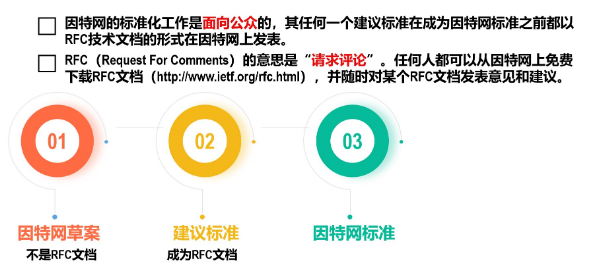 因特网的标准化工作是面向公众的，其任何一个建议标准在成为因特网标准之前都以
RFC技术文档的形式在因特网上发表。
RFC（Request For Comments）的意思是“请求评论”。任何人都可以从因特网上免费
下载RFC文档（http://www.ietf.org/rfc.html），并随时对某个RFC文档发表意见和建议。
01 02 03
因特网草案 建议标准 因特网标准
不是RFC文档 成为RFC文档